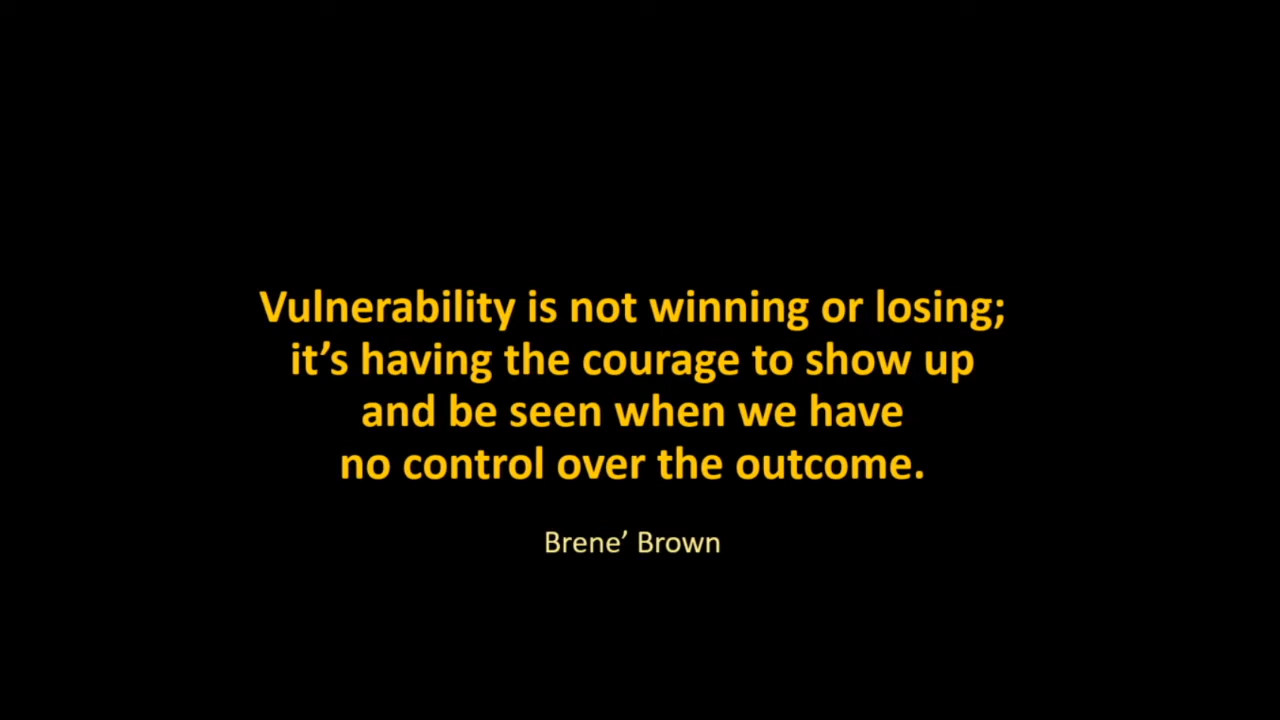 Vulnerability is not winning or losing;
it’s having the courage to show up
and be seen when we have
no control over the outcome.
Brene’ Brown